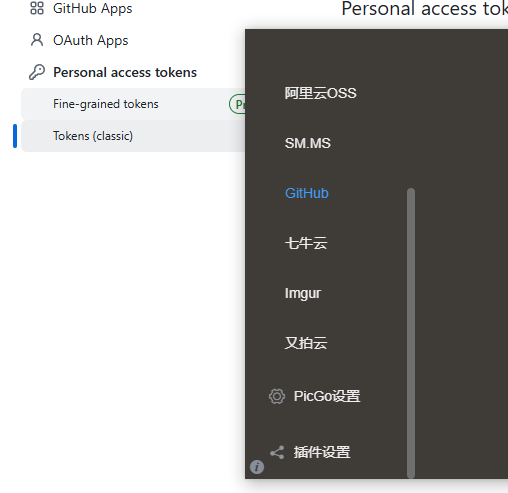 GitHub Apps
OAuth Apps
Personal access tokens
Fine-grained tokens
Tokens (classic)
Personal access tok
阿里云OSS
SM.MS
GitHub
七牛云
Imgur
又拍云
PicGo设置
插件设置